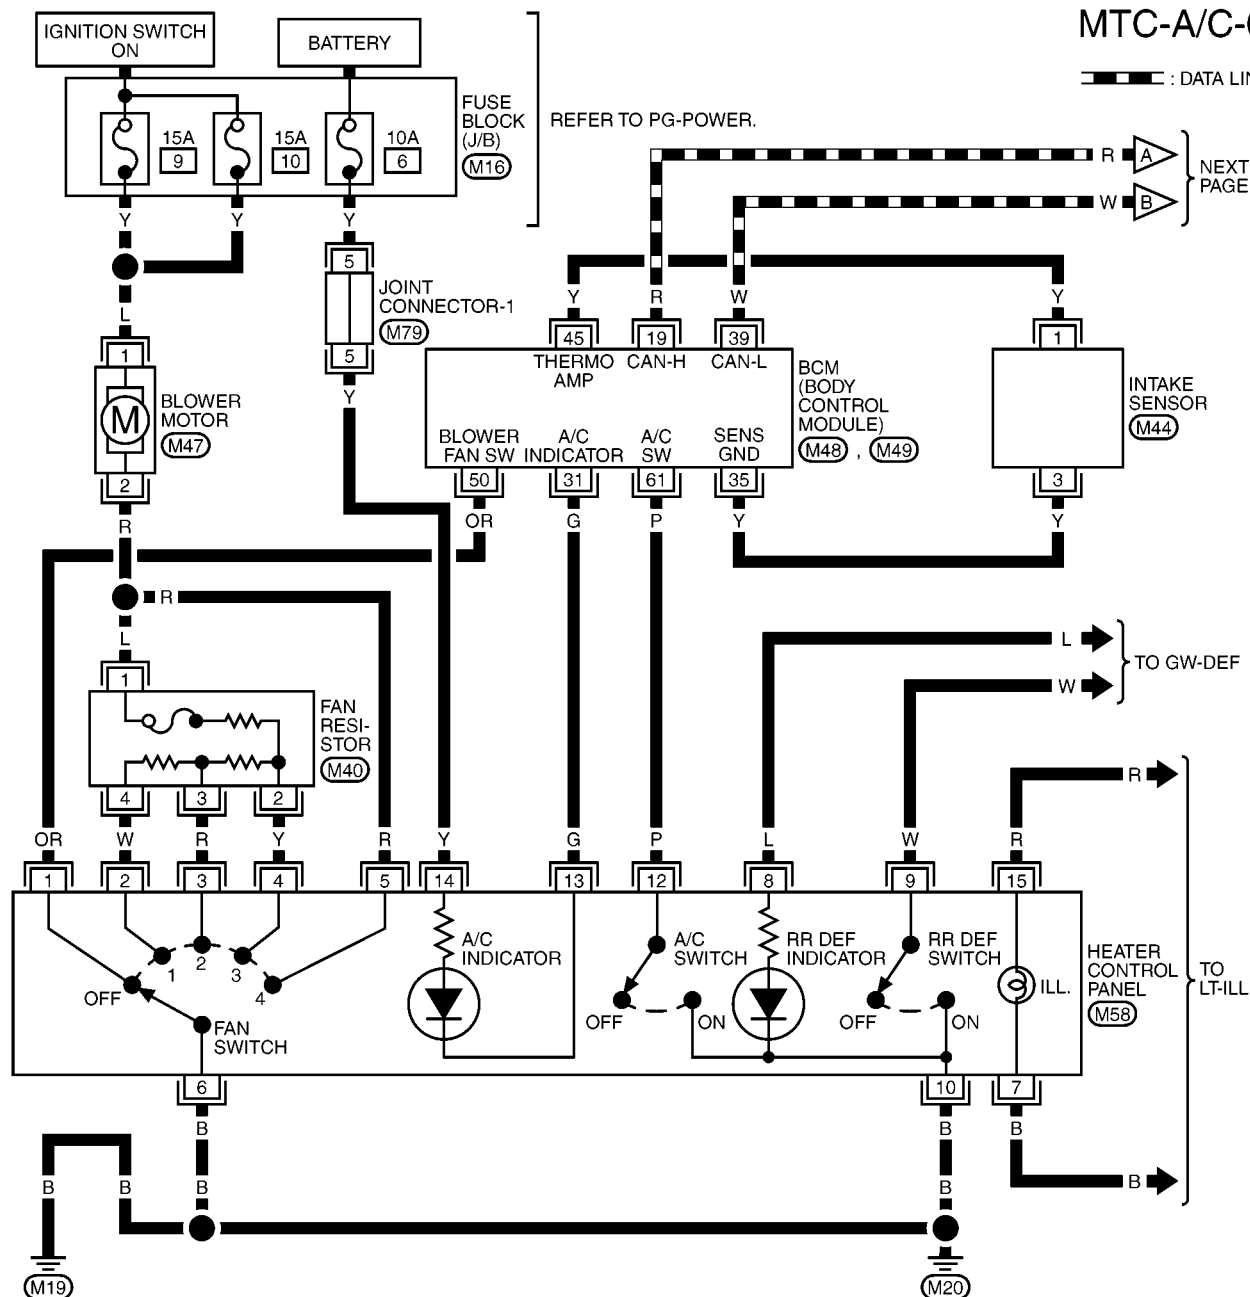 MTC-A/C-
IGNITION SWITCH
ON
BATTERY
: DATA LIN
FUSE
BLOCK
(J/B)
M16
REFER TO PG-POWER.
15A
9
15A
10
10A
6
R
A
W
B
NEXT
PAGE
Y
Y
Y
5
JOINT
CONNECTOR-1
M79
5
Y
L
Y
R
W
Y
1
45
19
39
1
THERMO
AMP
CAN-H
CAN-L
BCM
(BODY
CONTROL
MODULE)
M48 , M49
INTAKE
SENSOR
M44
BLOWER
MOTOR
M47
M
BLOWER
FAN SW
A/C
INDICATOR
A/C
SW
SENS
GND
2
50
31
61
35
3
R
OR
G
P
Y
Y
R
L
L
W
TO GW-DEF
1
FAN
RESI-
STOR
M40
4
3
2
R
OR
W
R
Y
R
Y
G
P
L
W
R
1
2
3
4
5
14
13
12
8
9
15
OFF
1
2
3
4
FAN
SWITCH
A/C
INDICATOR
A/C
SWITCH
OFF
ON
RR DEF
INDICATOR
RR DEF
SWITCH
OFF
ON
ILL.
HEATER
CONTROL
PANEL
M58
TO
LT-ILL
6
10
7
B
B
B
B
B
B
B
B
M19
M20